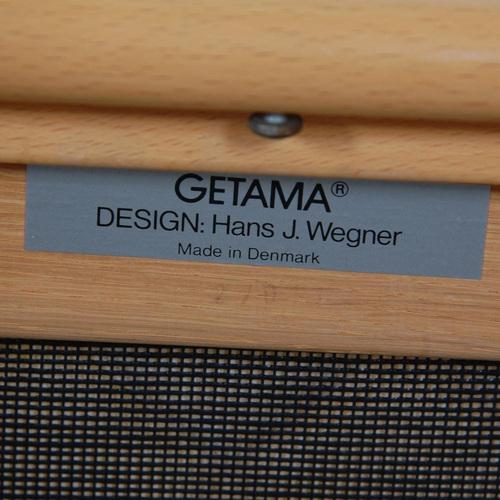 GETAMA®
DESIGN: Hans J. Wegner
Made in Denmark